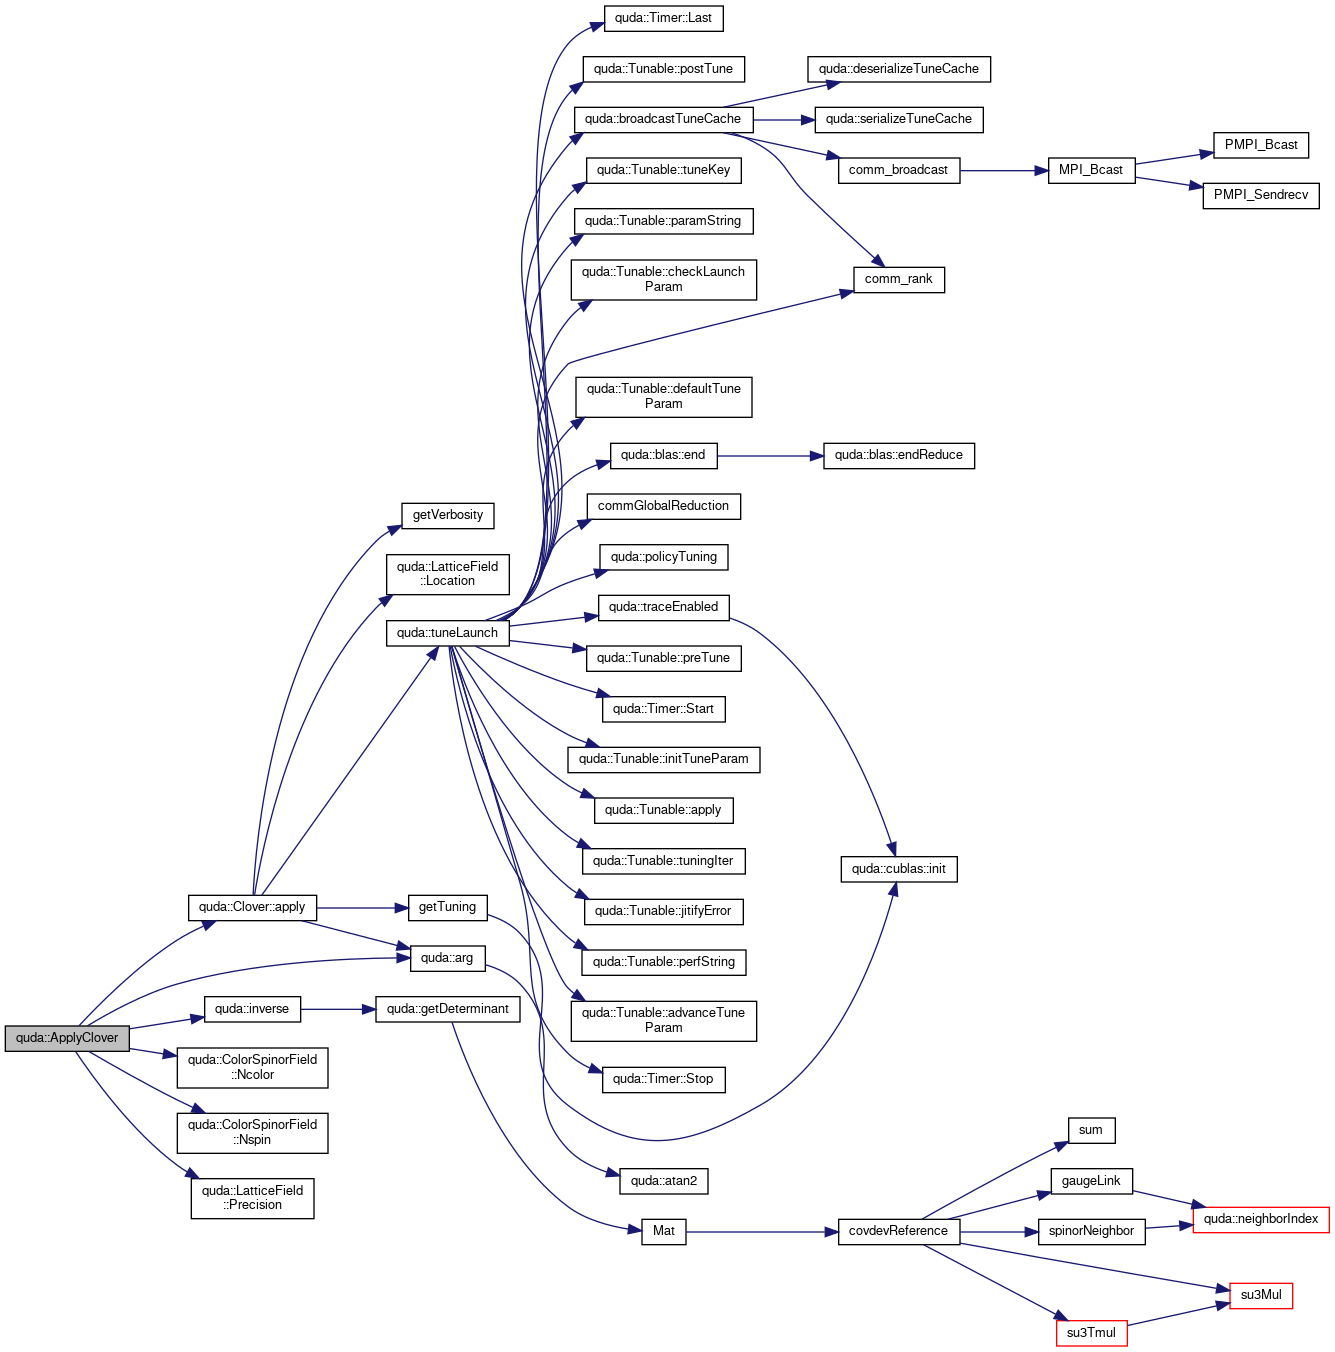 quda::Timer::Last
quda::Tunable::postTune
quda::deserializeTuneCache
quda::broadcastTuneCache
quda::serializeTuneCache
PMPI_Bcast
quda::Tunable::tuneKey
comm_broadcast
MPI_Bcast
PMPI_Sendrecv
quda::Tunable::paramString
quda::Tunable::checkLaunch
Param
comm_rank
quda::Tunable::defaultTune
Param
quda::blas::end
quda::blas::endReduce
commGlobalReduction
getVerbosity
quda::policyTuning
quda::LatticeField
::Location
quda::traceEnabled
quda::tuneLaunch
quda::Tunable::preTune
quda::Timer::Start
quda::Tunable::initTuneParam
quda::Tunable::apply
quda::Tunable::tuningIter
quda::cublas::init
quda::Clover::apply
getTuning
quda::Tunable::jitifyError
quda::arg
quda::Tunable::perfString
quda::inverse
quda::getDeterminant
quda::Tunable::advanceTune
Param
quda::ApplyClover
quda::ColorSpinorField
::Ncolor
quda::Timer::Stop
quda::ColorSpinorField
::Nspin
sum
quda::LatticeField
::Precision
quda::atan2
gaugeLink
quda::neighborIndex
Mat
covdevReference
spinorNeighbor
su3Mul
su3Tmul